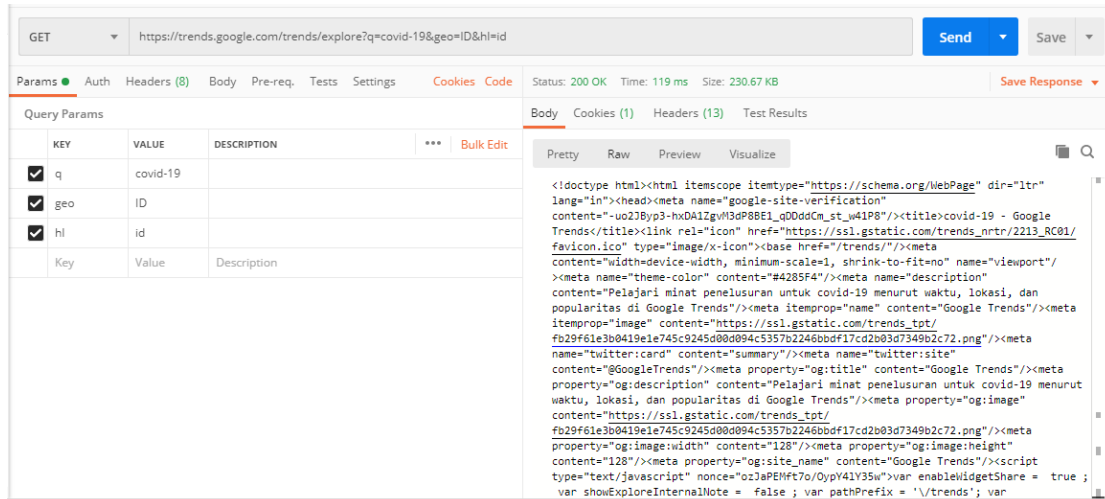 GET https://trends.google.com/trends/explore?q=covid-19&geo=ID&hl=id Send Save
Params Auth Headers (8) Body Pre-req. Tests Settings Cookies Code
Query Params
KEY VALUE DESCRIPTION ••• Bulk Edit
q covid-19
geo ID
hl id
Key Value Description
Status: 200 OK Time: 119 ms Size: 230.67 KB Save Response
Body Cookies (1) Headers (13) Test Results
Pretty Raw Preview Visualize
<!doctype html><html itemscope itemtype="https://schema.org/WebPage" dir="ltr"
lang="in"><head><meta name="google-site-verification"
content="-uo2JByp3-hxDA1ZgvM3dP8BE1_qDDddCm_st_w41P8"/><title>covid-19 - Google
Trends</title><link rel="icon" href="https://ssl.gstatic.com/trends_nrtr/2213_RC01/
favicon.ico" type="image/x-icon"><base href="/trends/"/><meta
content="width=device-width, minimum-scale=1, shrink-to-fit=no" name="viewport"/
><meta name="theme-color" content="#4285F4"/><meta name="description"
content="Pelajari minat penelusuran untuk covid-19 menurut waktu, lokasi, dan
popularitas di Google Trends"/><meta itemprop="name" content="Google Trends"/><meta
itemprop="image" content="https://ssl.gstatic.com/trends_tpt/
fb29f61e3b0419e1e745c9245d00d094c5357b2246bbdf17cd2b03d7349b2c72.png"/><meta
name="twitter:card" content="summary"/><meta name="twitter:site"
content="@GoogleTrends"/><meta property="og:title" content="Google Trends"/><meta
property="og:description" content="Pelajari minat penelusuran untuk covid-19 menurut
waktu, lokasi, dan popularitas di Google Trends"/><meta property="og:image"
content="https://ssl.gstatic.com/trends_tpt/
fb29f61e3b0419e1e745c9245d00d094c5357b2246bbdf17cd2b03d7349b2c72.png"/><meta
property="og:image:width" content="128"/><meta property="og:image:height"
content="128"/><meta property="og:site_name" content="Google Trends"/><script
type="text/javascript" nonce="ozJaPEMft7o/OypY4lY35w">var enableWidgetShare = true ;
var showExploreInternalNote = false ; var pathPrefix = '\/trends'; var